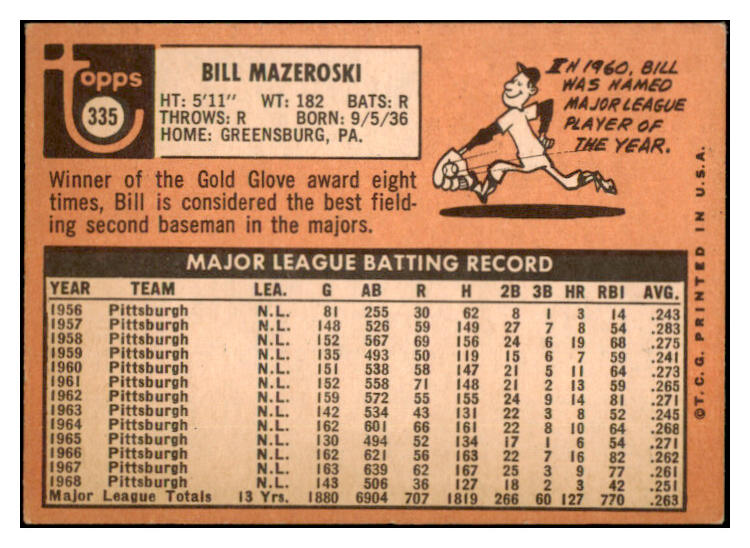 topps
335
BILL MAZEROSKI
HT: 5'11" WT: 182 BATS: R
THROWS: R BORN: 9/5/36
HOME: GREENSBURG, PA.
IN 1960, BILL
WAS NAMED
MAJOR LEAGUE
PLAYER OF
THE YEAR.
Winner of the Gold Glove award eight
times, Bill is considered the best field-
ing second baseman in the majors.
MAJOR LEAGUE BATTING RECORD
YEAR TEAM LEA. G AB R H 2B 3B HR RBI AVG.
1956 Pittsburgh N.L. 81 255 30 62 8 1 3 14 .243
1957 Pittsburgh N.L. 148 526 59 149 27 7 8 54 .283
1958 Pittsburgh N.L. 152 567 69 156 24 6 19 68 .275
1959 Pittsburgh N.L. 135 493 50 119 15 6 7 59 .241
1960 Pittsburgh N.L. 151 538 58 147 21 5 11 64 .273
1961 Pittsburgh N.L. 152 558 71 148 21 2 13 59 .265
1962 Pittsburgh N.L. 159 572 55 155 24 9 14 81 .271
1963 Pittsburgh N.L. 142 534 43 131 22 3 8 52 .245
1964 Pittsburgh N.L. 162 601 66 161 22 8 10 64 .268
1965 Pittsburgh N.L. 130 494 52 134 17 1 6 54 .271
1966 Pittsburgh N.L. 162 621 56 163 22 7 16 82 .262
1967 Pittsburgh N.L. 163 639 62 167 25 3 9 77 .261
1968 Pittsburgh N.L. 143 506 36 127 18 2 3 42 .251
Major League Totals 13 Yrs. 1880 6904 707 1819 266 60 127 770 .263
©T.C.G. PRINTED IN U.S.A.